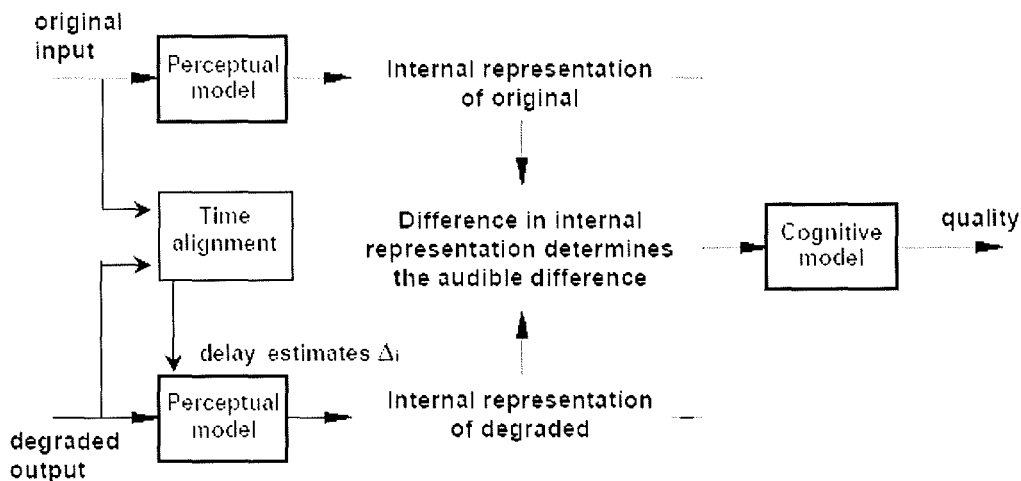 original
input
Perceptual
model
Internal representation
of original
Time
alignment
Difference in internal
representation determines
the audible difference
Cognitive
model
quality
delay estimates Δi
degraded
output
Perceptual
model
Internal representation
of degraded